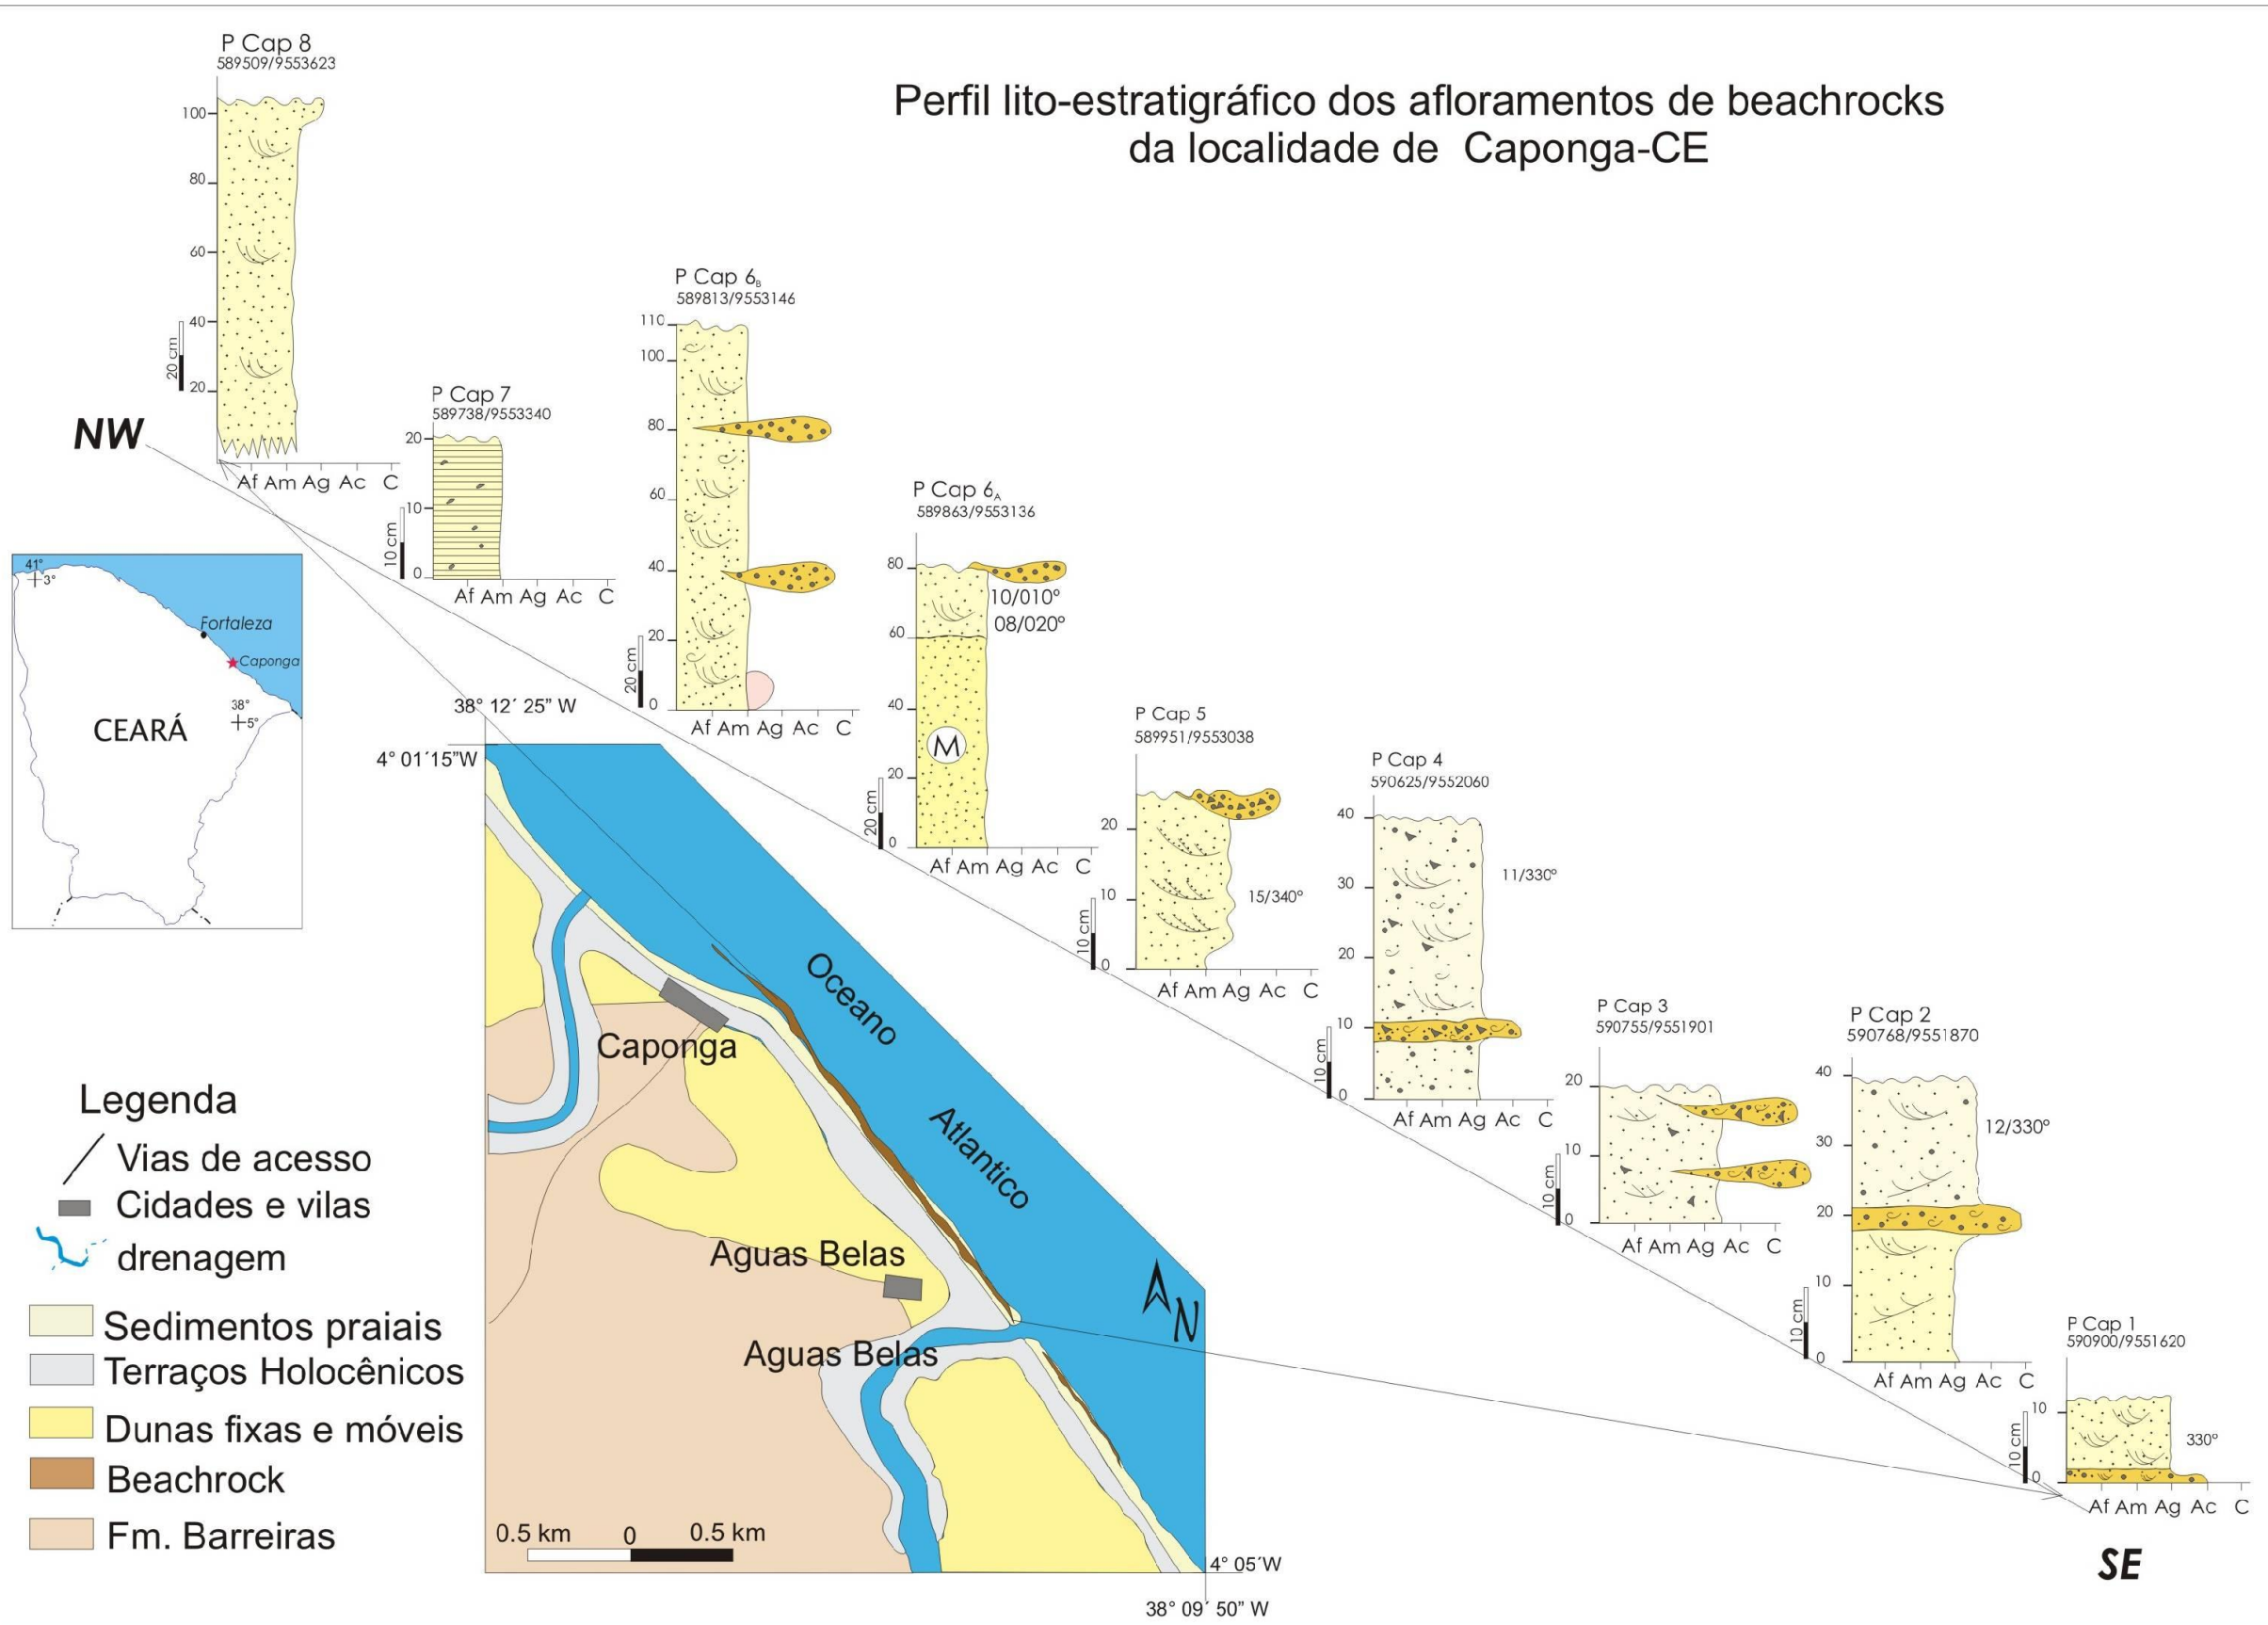 Perfil lito-estratigráfico dos afloramentos de beachrocks
da localidade de Caponga-CE
P Cap 8
589509/9553623
100
80
60
40
20
20 cm
Af Am Ag Ac C
NW
P Cap 7
589738/9553340
20
10
0
10 cm
Af Am Ag Ac C
P Cap 6B
589813/9553146
110
100
80
60
40
20
0
20 cm
Af Am Ag Ac C
P Cap 6A
589863/9553136
80
60
40
20
0
20 cm
10/010º
08/020º
M
Af Am Ag Ac C
P Cap 5
589951/9553038
20
10
0
10 cm
15/340º
Af Am Ag Ac C
P Cap 4
590625/9552060
40
30
20
10
0
10 cm
11/330º
Af Am Ag Ac C
P Cap 3
590755/9551901
20
10
0
10 cm
Af Am Ag Ac C
P Cap 2
590768/9551870
40
30
20
10
0
10 cm
12/330º
Af Am Ag Ac C
P Cap 1
590900/9551620
10
0
10 cm
330º
Af Am Ag Ac C
SE
41°
3°
Fortaleza
Caponga
38°
5°
CEARÁ
38° 12´ 25” W
4° 01´15”W
Oceano
Atlantico
Caponga
Aguas Belas
Aguas Belas
N
0.5 km 0 0.5 km
4° 05´W
38° 09´ 50” W
Legenda
Vias de acesso
Cidades e vilas
drenagem
Sedimentos praiais
Terraços Holocênicos
Dunas fixas e móveis
Beachrock
Fm. Barreiras